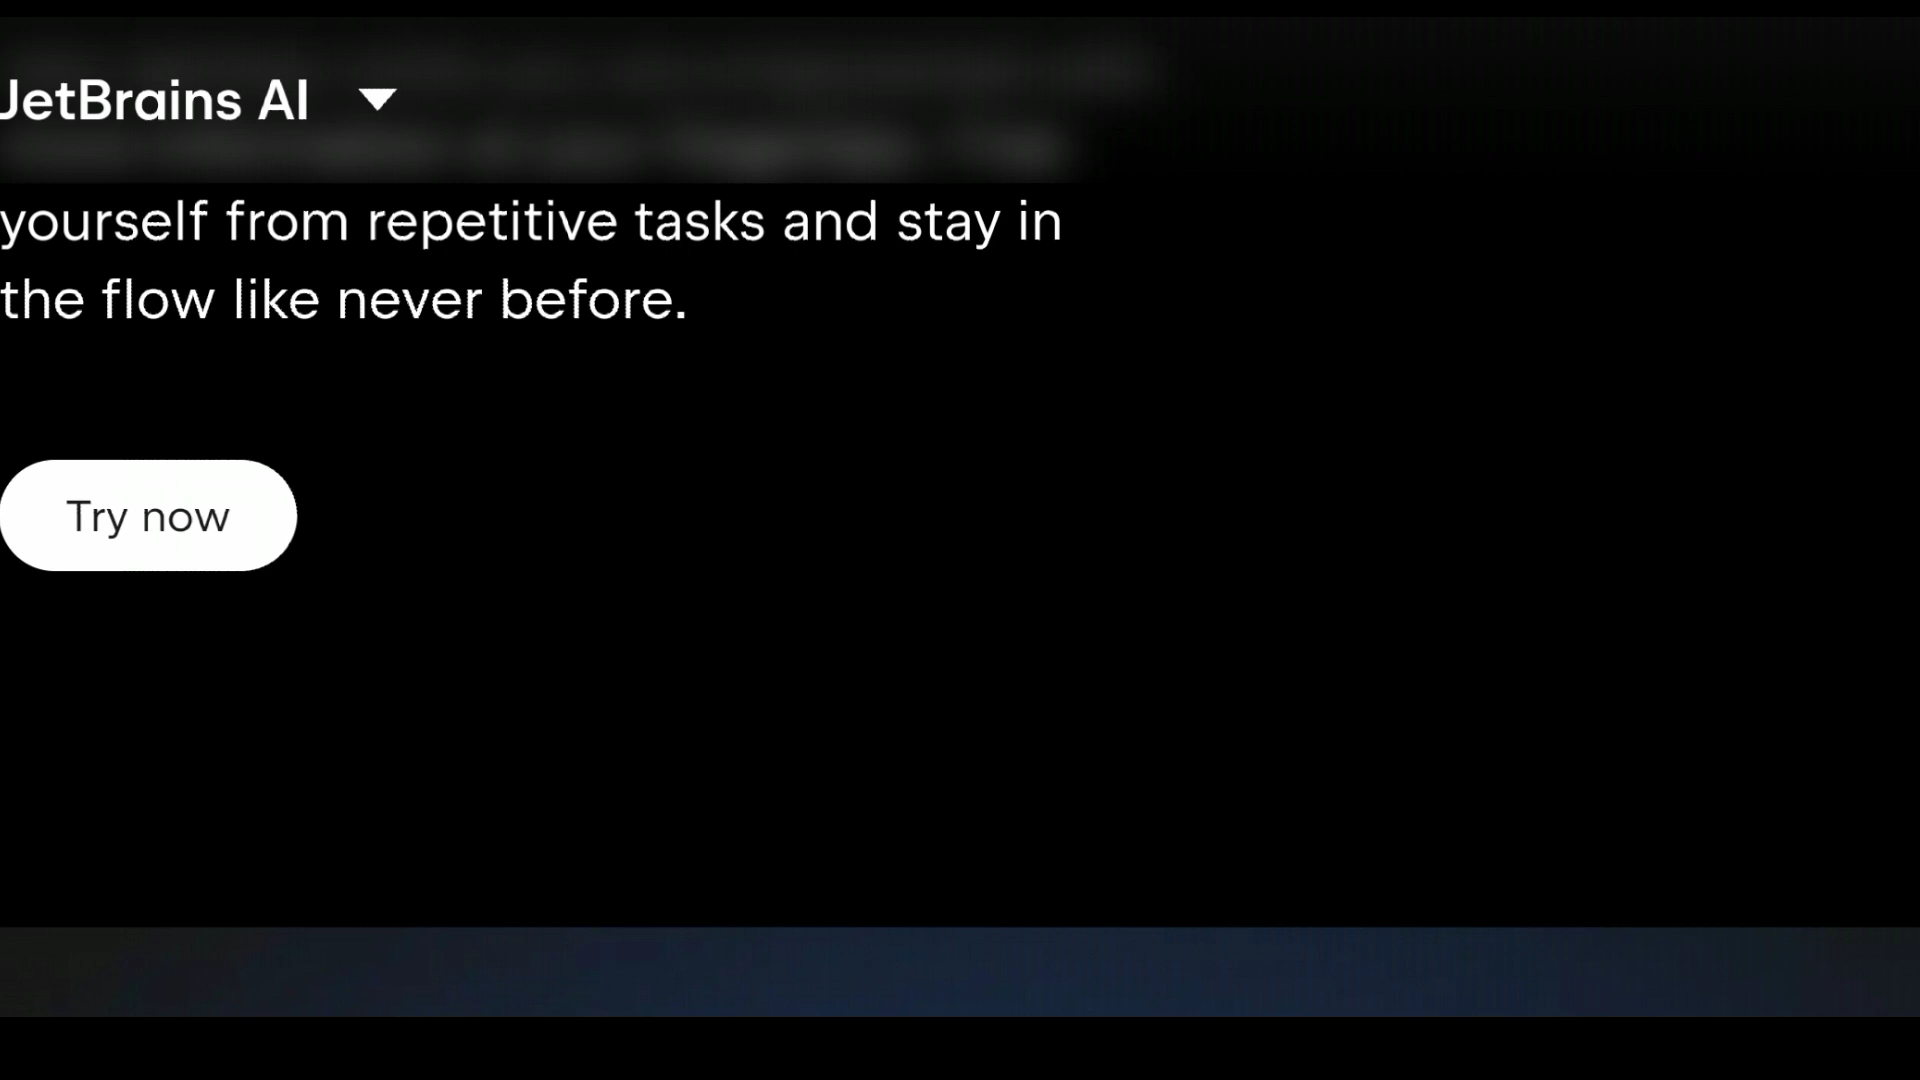 JetBrains AI
yourself from repetitive tasks and stay in
the flow like never before.
Try now